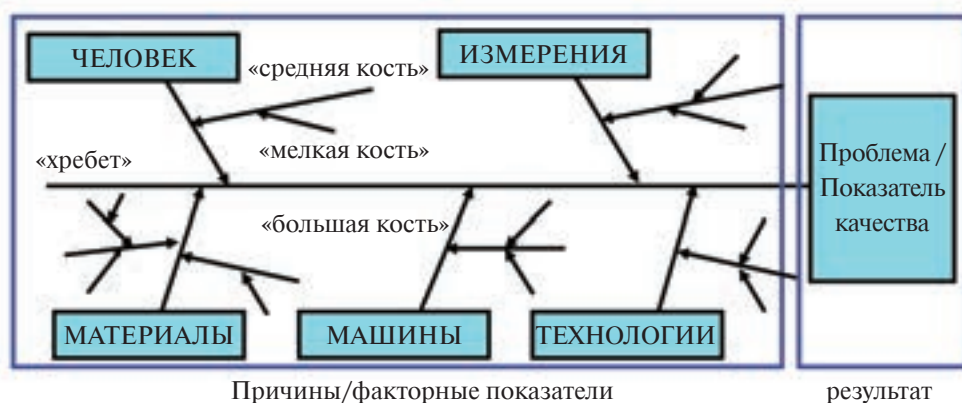 ЧЕЛОВЕК
«средняя кость»
ИЗМЕРЕНИЯ
«хребет»
«мелкая кость»
Проблема /
Показатель
качества
«большая кость»
МАТЕРИАЛЫ
МАШИНЫ
ТЕХНОЛОГИИ
Причины/факторные показатели
результат